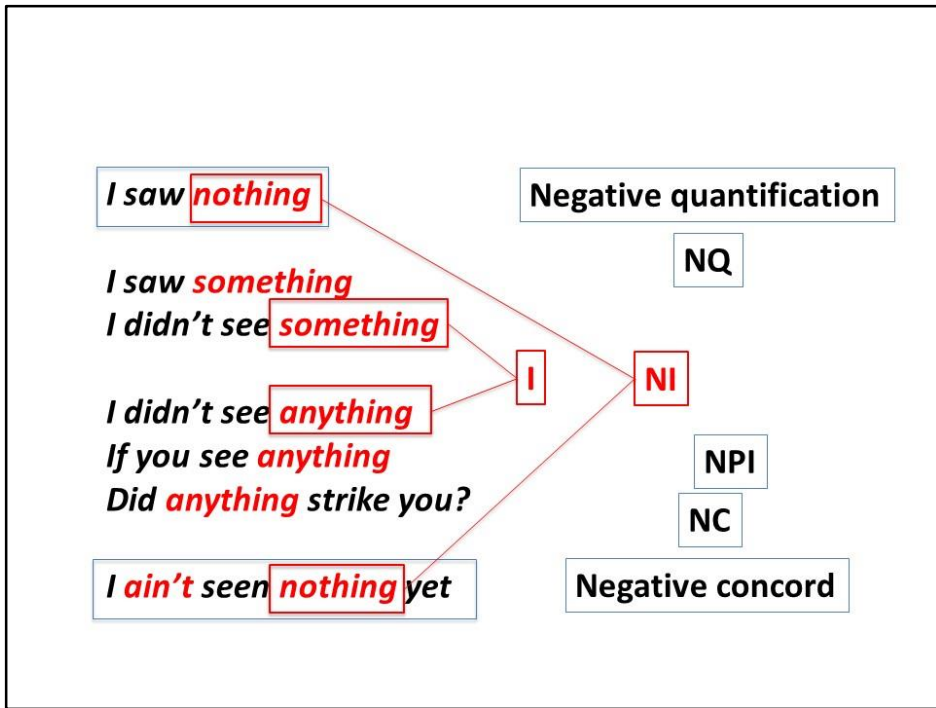 I saw nothing
I saw something
I didn’t see something
I didn’t see anything
If you see anything
Did anything strike you?
I ain’t seen nothing yet
I
NI
Negative quantification
NQ
NPI
NC
Negative concord